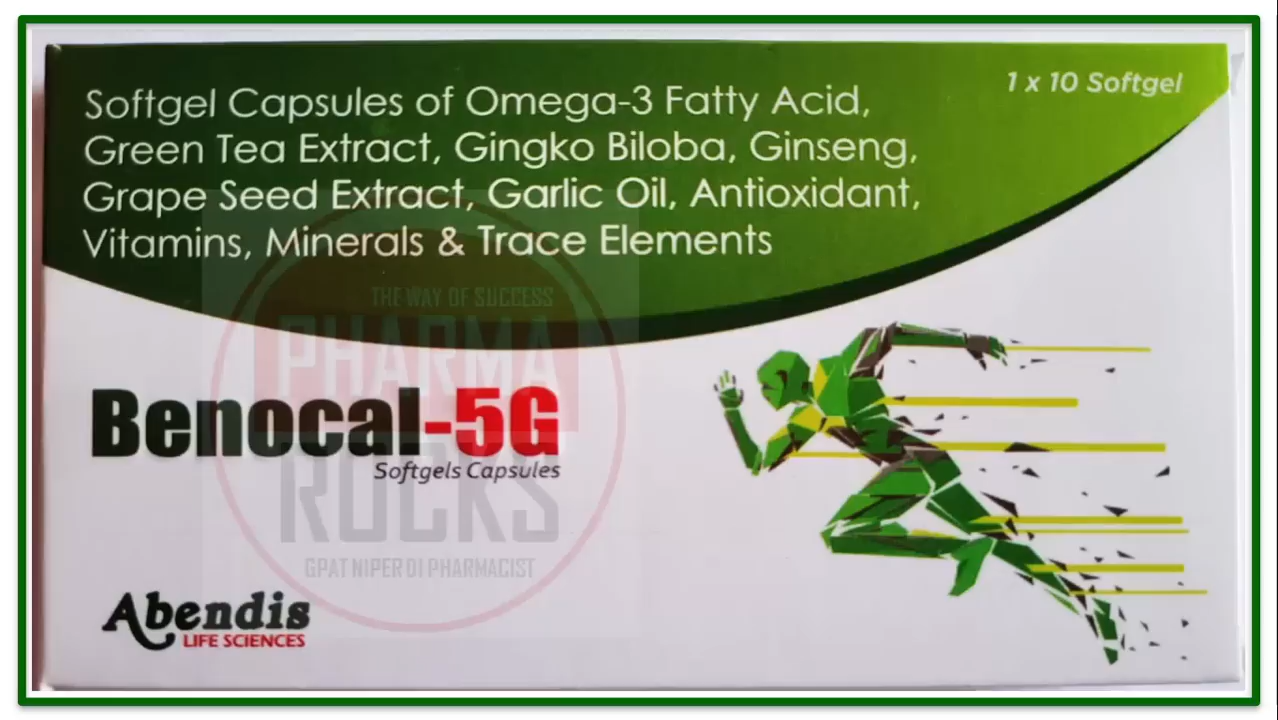 1 x 10 Softgel
Softgel Capsules of Omega-3 Fatty Acid,
Green Tea Extract, Gingko Biloba, Ginseng,
Grape Seed Extract, Garlic Oil, Antioxidant,
Vitamins, Minerals & Trace Elements
THE WAY OF SUCCESS
PHARMA
Benocal-5G
Softgels Capsules
ROCKS
GPAT NIPER DI PHARMACIST
Abendis
LIFE SCIENCES